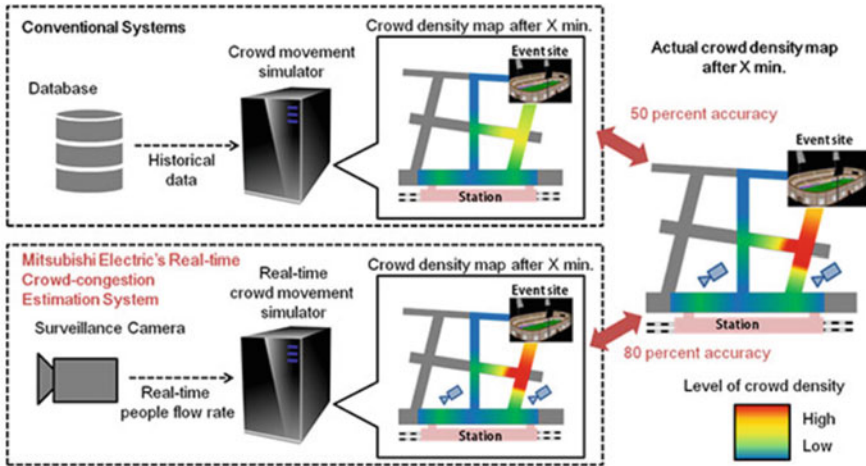 Conventional Systems
Database
Historical
data
Crowd movement
simulator
Crowd density map after X min.
Event site
Station
50 percent accuracy
Actual crowd density map
after X min.
Event site
Station
Mitsubishi Electric's Real-time
Crowd-congestion
Estimation System
Surveillance Camera
Real-time
people flow rate
Real-time
crowd movement
simulator
Crowd density map after X min.
Event site
Station
80 percent accuracy
Level of crowd density
High
Low